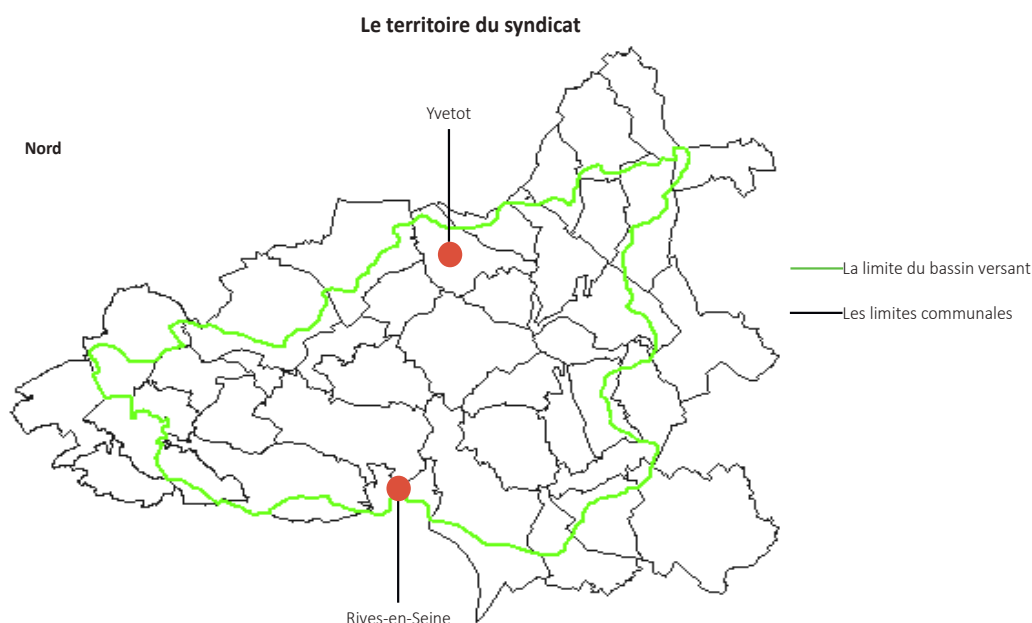 Le territoire du syndicat
Yvetot
Nord
La limite du bassin versant
Les limites communales
Rives-en-Seine